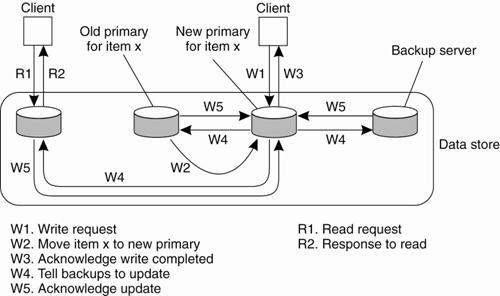 Client
Client
Old primary
for item x
New primary
for item x
Backup server
R1
R2
W1
W3
W5
W5
W4
W4
Data store
W5
W4
W2
W1. Write request
W2. Move item x to new primary
W3. Acknowledge write completed
W4. Tell backups to update
W5. Acknowledge update
R1. Read request
R2. Response to read